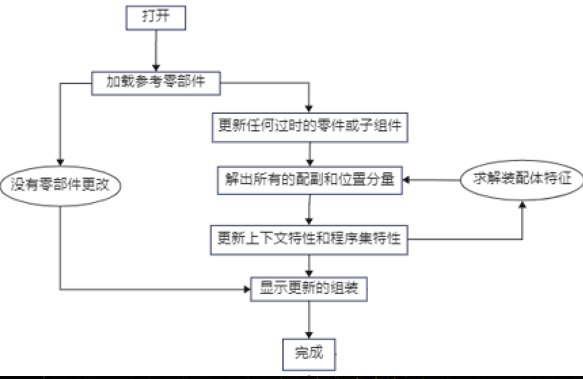 打开
加载参考零部件
更新任何过时的零件或子组件
没有零部件更改
解出所有的配副和位置分量
求解装配体特征
更新上下文特性和程序集特性
显示更新的组装
完成